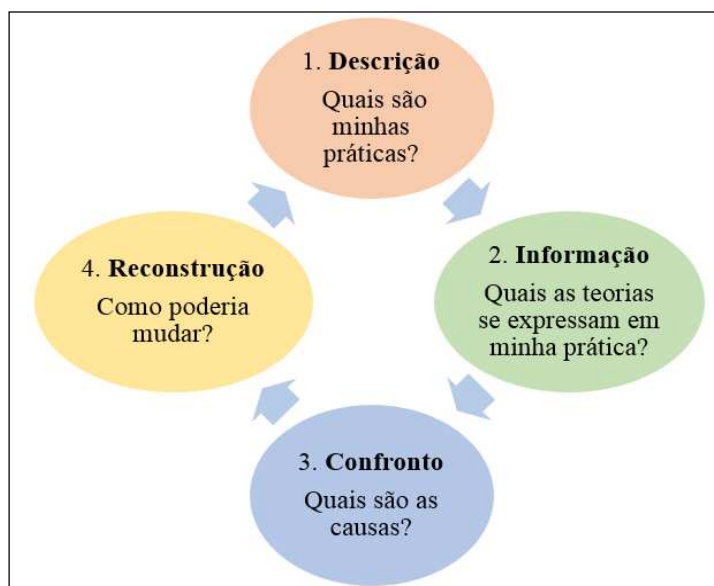 1. Descrição
Quais são
minhas
práticas?
2. Informação
Quais as teorias
se expressam em
minha prática?
3. Confronto
Quais são as
causas?
4. Reconstrução
Como poderia
mudar?